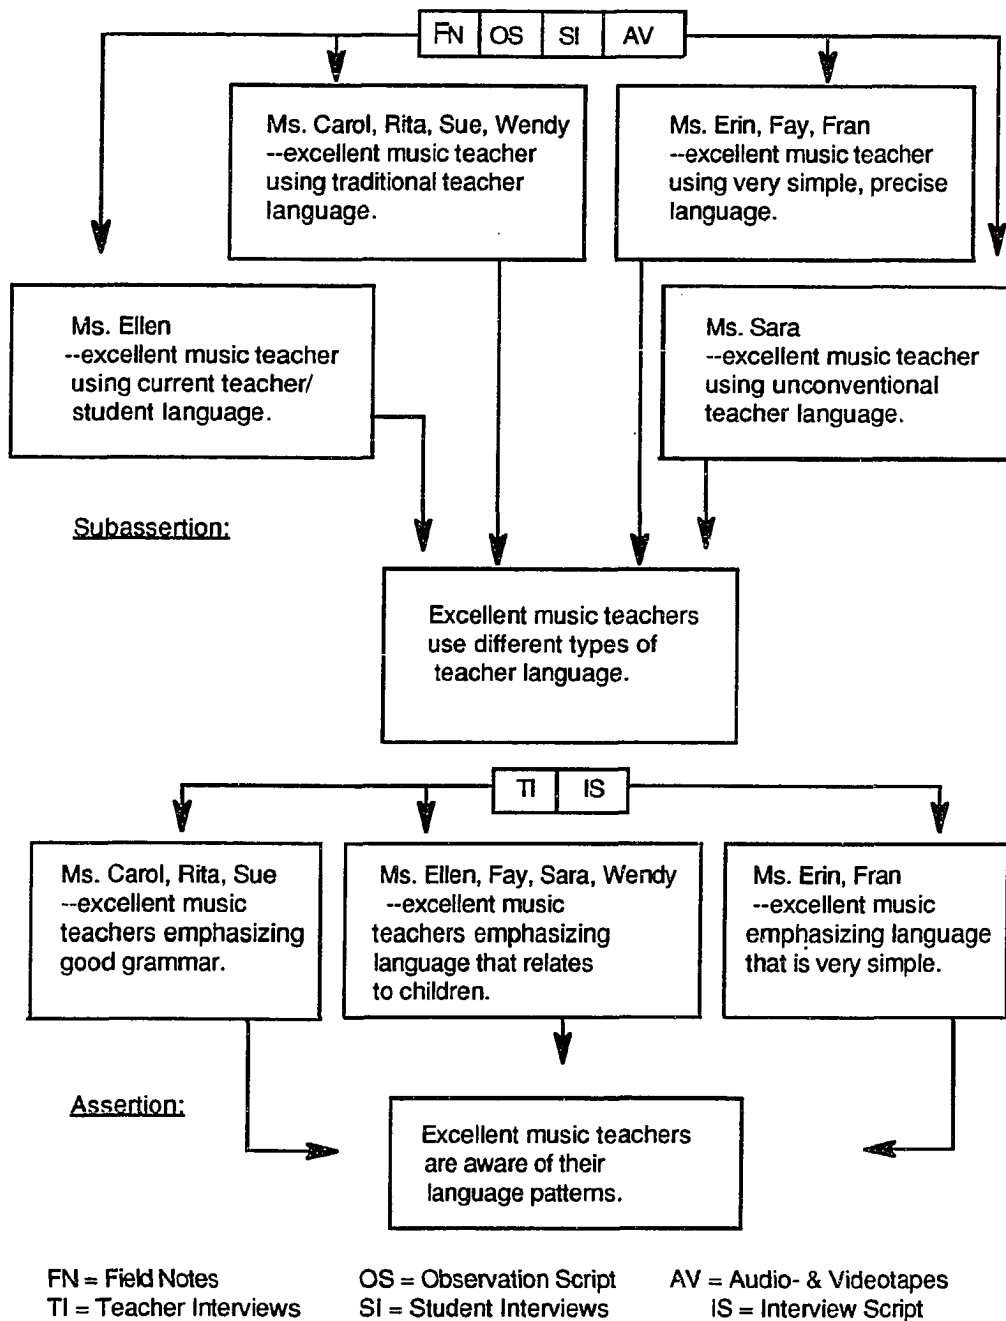 FN OS SI AV
Ms. Carol, Rita, Sue, Wendy
--excellent music teacher
using traditional teacher
language.
Ms. Erin, Fay, Fran
--excellent music teacher
using very simple, precise
language.
Ms. Ellen
--excellent music teacher
using current teacher/
student language.
Ms. Sara
--excellent music teacher
using unconventional
teacher language.
Subassertion:
Excellent music teachers
use different types of
teacher language.
TI IS
Ms. Carol, Rita, Sue
--excellent music
teachers emphasizing
good grammar.
Ms. Ellen, Fay, Sara, Wendy
--excellent music
teachers emphasizing
language that relates
to children.
Ms. Erin, Fran
--excellent music
emphasizing language
that is very simple.
Assertion:
Excellent music teachers
are aware of their
language patterns.
FN = Field Notes OS = Observation Script AV = Audio- & Videotapes
TI = Teacher Interviews SI = Student Interviews IS = Interview Script